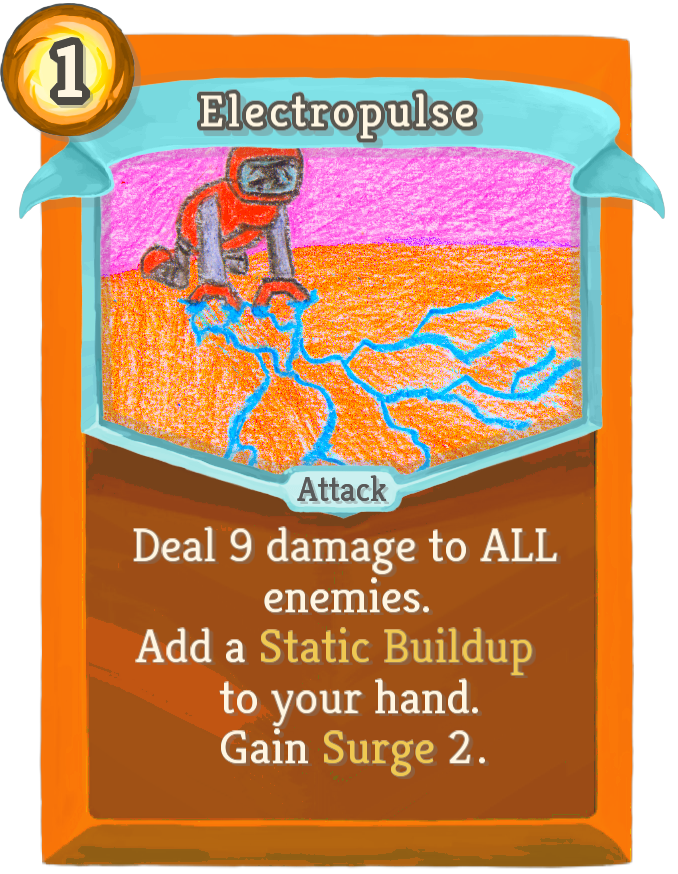 1
Electropulse
Attack
Deal 9 damage to ALL
enemies.
Add a Static Buildup
to your hand.
Gain Surge 2.